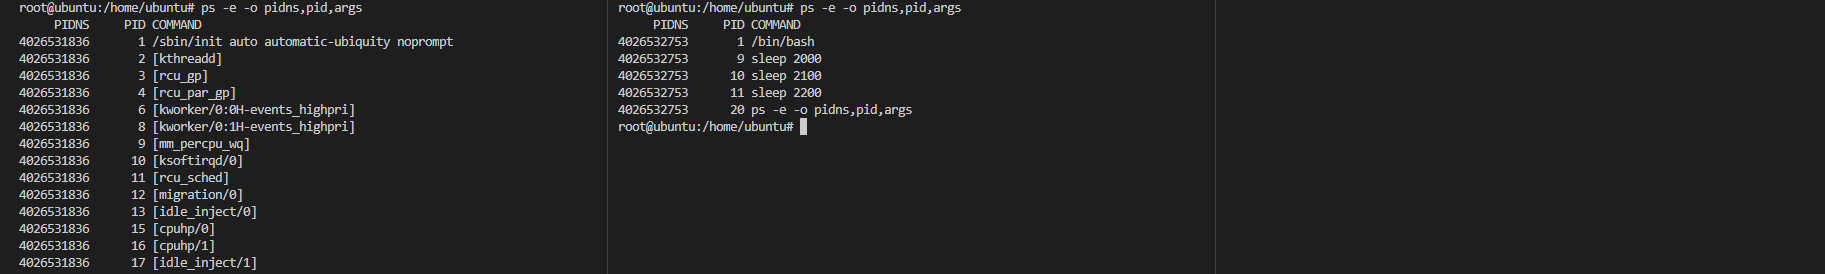 root@ubuntu:/home/ubuntu# ps -e -o pidns,pid,args
PIDNS PID COMMAND
4026531836 1 /sbin/init auto automatic-ubiquity noprompt
4026531836 2 [kthreadd]
4026531836 3 [rcu_gp]
4026531836 4 [rcu_par_gp]
4026531836 6 [kworker/0:0H-events_highpri]
4026531836 8 [kworker/0:1H-events_highpri]
4026531836 9 [mm_percpu_wq]
4026531836 10 [ksoftirqd/0]
4026531836 11 [rcu_sched]
4026531836 12 [migration/0]
4026531836 13 [idle_inject/0]
4026531836 15 [cpuhp/0]
4026531836 16 [cpuhp/1]
4026531836 17 [idle_inject/1]
root@ubuntu:/home/ubuntu# ps -e -o pidns,pid,args
PIDNS PID COMMAND
4026532753 1 /bin/bash
4026532753 9 sleep 2000
4026532753 10 sleep 2100
4026532753 11 sleep 2200
4026532753 20 ps -e -o pidns,pid,args
root@ubuntu:/home/ubuntu#